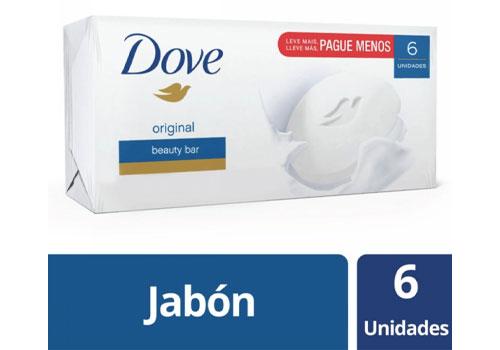 Dove
original
beauty bar
LEVE MAIS,
LLEVE MÁS, PAGUE MENOS
6
UNIDADES
Jabón
6
Unidades